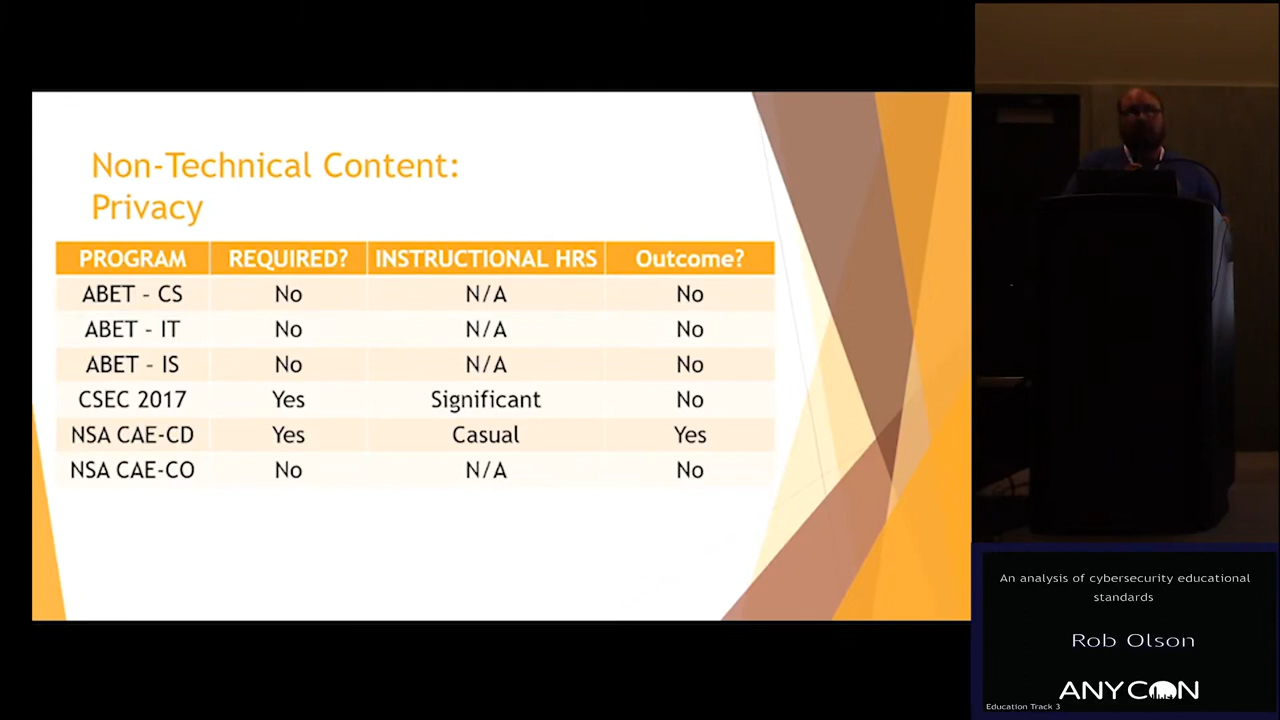 Non-Technical Content:
Privacy
PROGRAM REQUIRED? INSTRUCTIONAL HRS Outcome?
ABET - CS No N/A No
ABET - IT No N/A No
ABET - IS No N/A No
CSEC 2017 Yes Significant No
NSA CAE-CD Yes Casual Yes
NSA CAE-CO No N/A No
An analysis of cybersecurity educational
standards
Rob Olson
ANYCON
Education Track 3